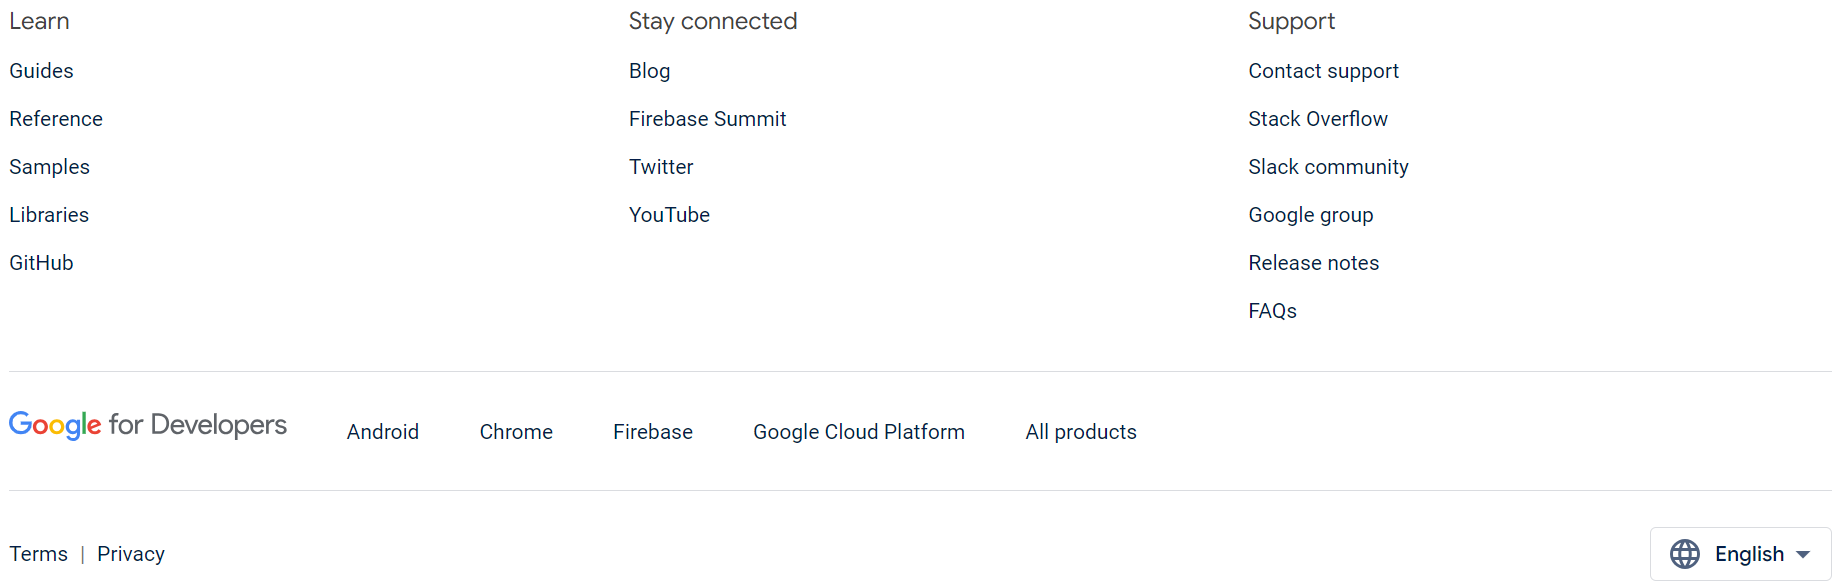 Learn
Guides
Reference
Samples
Libraries
GitHub
Stay connected
Blog
Firebase Summit
Twitter
YouTube
Support
Contact support
Stack Overflow
Slack community
Google group
Release notes
FAQs
Google for Developers
Android
Chrome
Firebase
Google Cloud Platform
All products
Terms | Privacy
English